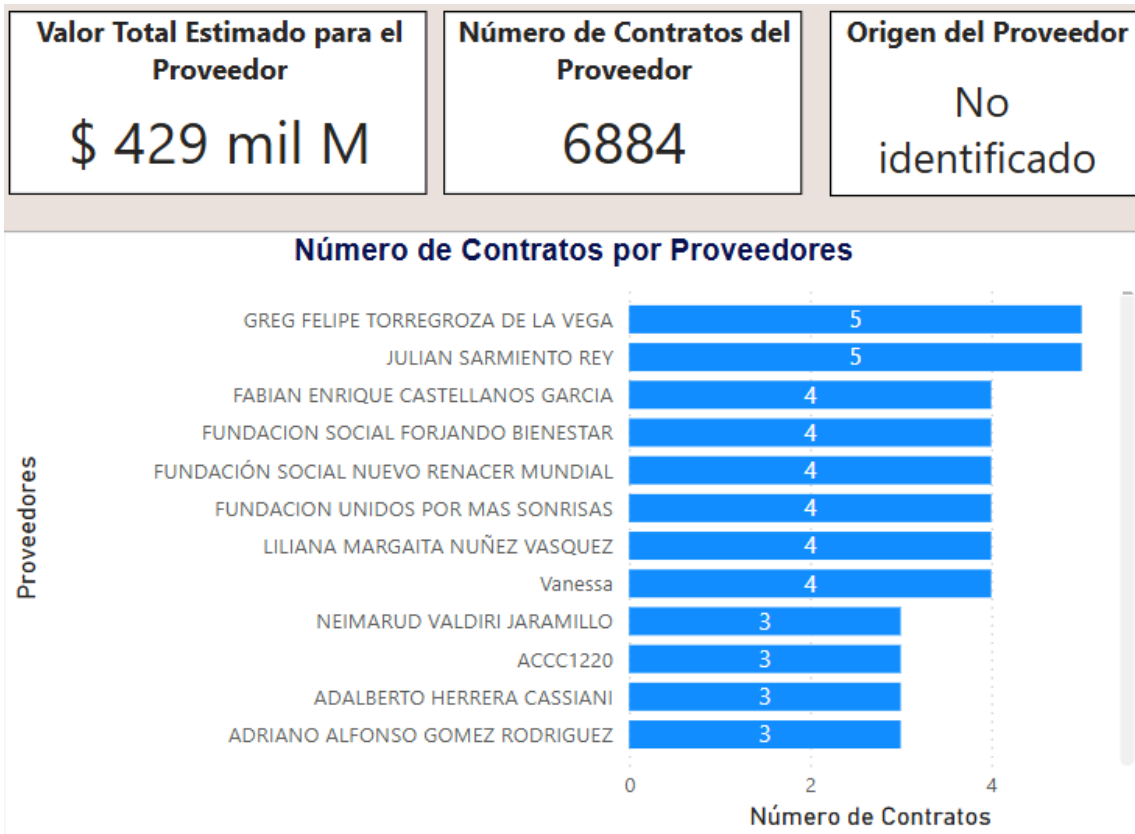 Valor Total Estimado para el
Proveedor
$ 429 mil M
Número de Contratos del
Proveedor
6884
Origen del Proveedor
No
identificado
Número de Contratos por Proveedores
Proveedores
GREG FELIPE TORREGROZA DE LA VEGA 5
JULIAN SARMIENTO REY 5
FABIAN ENRIQUE CASTELLANOS GARCIA 4
FUNDACION SOCIAL FORJANDO BIENESTAR 4
FUNDACIÓN SOCIAL NUEVO RENACER MUNDIAL 4
FUNDACION UNIDOS POR MAS SONRISAS 4
LILIANA MARGAITA NUÑEZ VASQUEZ 4
Vanessa 4
NEIMARUD VALDIRI JARAMILLO 3
ACCC1220 3
ADALBERTO HERRERA CASSIANI 3
ADRIANO ALFONSO GOMEZ RODRIGUEZ 3
0 2 4
Número de Contratos